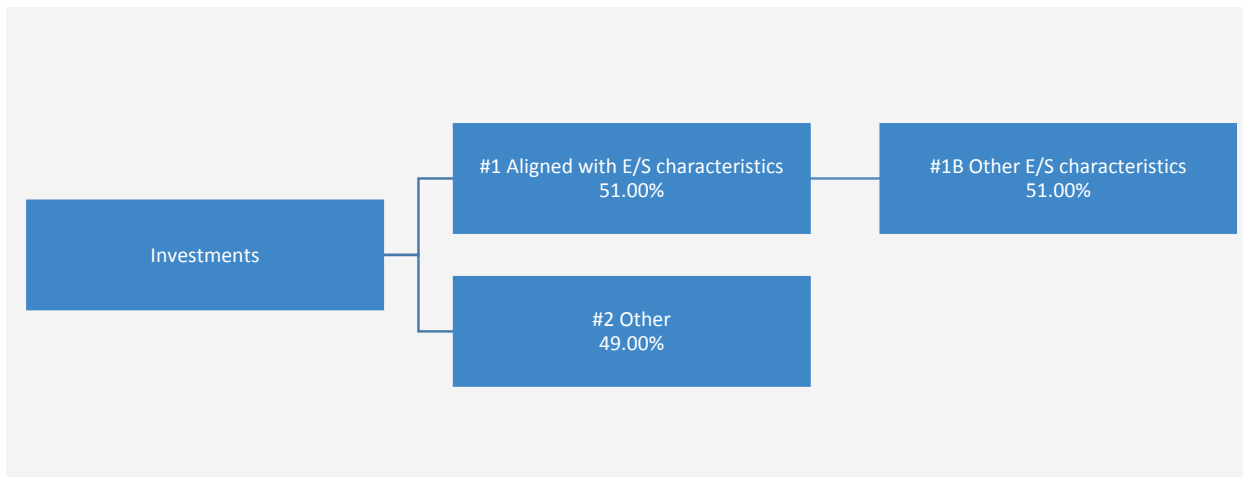 Investments
#1 Aligned with E/S characteristics
51.00%
#1B Other E/S characteristics
51.00%
#2 Other
49.00%